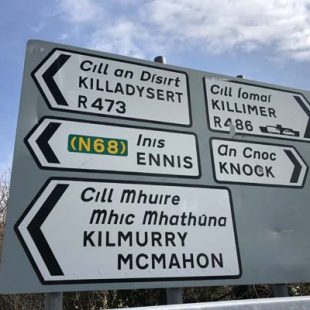 Cill an Dísirt
KILLADYSERT
R473
Cill Iomaí
KILLIMER
R486
(N68) Inis
ENNIS
An Cnoc
KNOCK
Cill Mhuire
Mhic Mhathúna
KILMURRY
MCMAHON